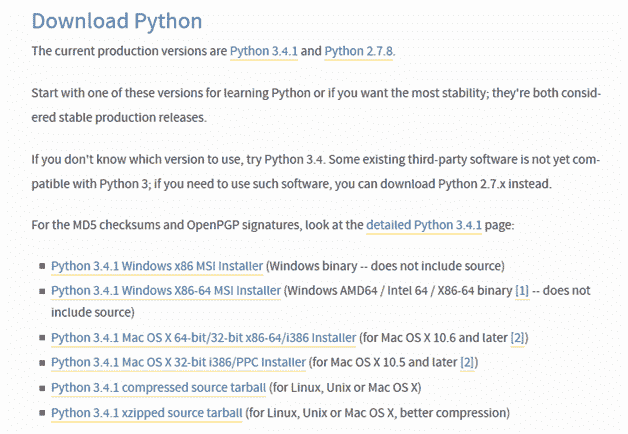 Download Python
The current production versions are Python 3.4.1 and Python 2.7.8.
Start with one of these versions for learning Python or if you want the most stability; they're both consid-
ered stable production releases.
If you don't know which version to use, try Python 3.4. Some existing third-party software is not yet com-
patible with Python 3; if you need to use such software, you can download Python 2.7.x instead.
For the MD5 checksums and OpenPGP signatures, look at the detailed Python 3.4.1 page:
Python 3.4.1 Windows x86 MSI Installer (Windows binary -- does not include source)
Python 3.4.1 Windows X86-64 MSI Installer (Windows AMD64 / Intel 64 / X86-64 binary [1] -- does not
include source)
Python 3.4.1 Mac OS X 64-bit/32-bit x86-64/i386 Installer (for Mac OS X 10.6 and later [2])
Python 3.4.1 Mac OS X 32-bit i386/PPC Installer (for Mac OS X 10.5 and later [2])
Python 3.4.1 compressed source tarball (for Linux, Unix or Mac OS X)
Python 3.4.1 xzipped source tarball (for Linux, Unix or Mac OS X, better compression)